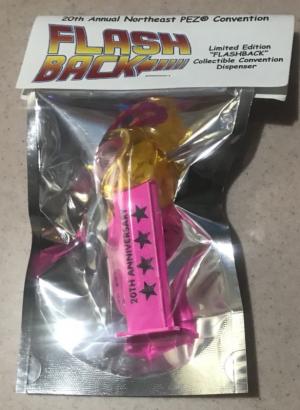 20th Annual Northeast PEZ® Convention
FLASH
BACK
Limited Edition
"FLASHBACK"
Collectible Convention
Dispenser
20TH ANNIVERSARY